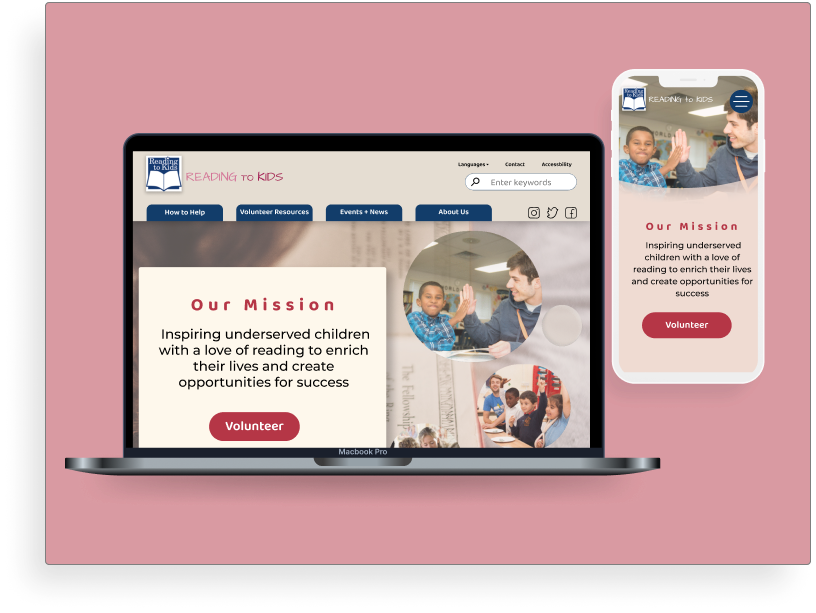 Reading
to Kids
READING TO KIDS
Languages
Contact
Accessbility
Enter keywords
How to Help
Volunteer Resources
Events + News
About Us
Our Mission
Inspiring underserved children
with a love of reading to enrich
their lives and create
opportunities for success
Volunteer
The Fellowship
Macbook Pro
Reading
to Kids
READING TO KIDS
Our Mission
Inspiring underserved
children with a love of
reading to enrich their lives
and create opportunities for
success
Volunteer